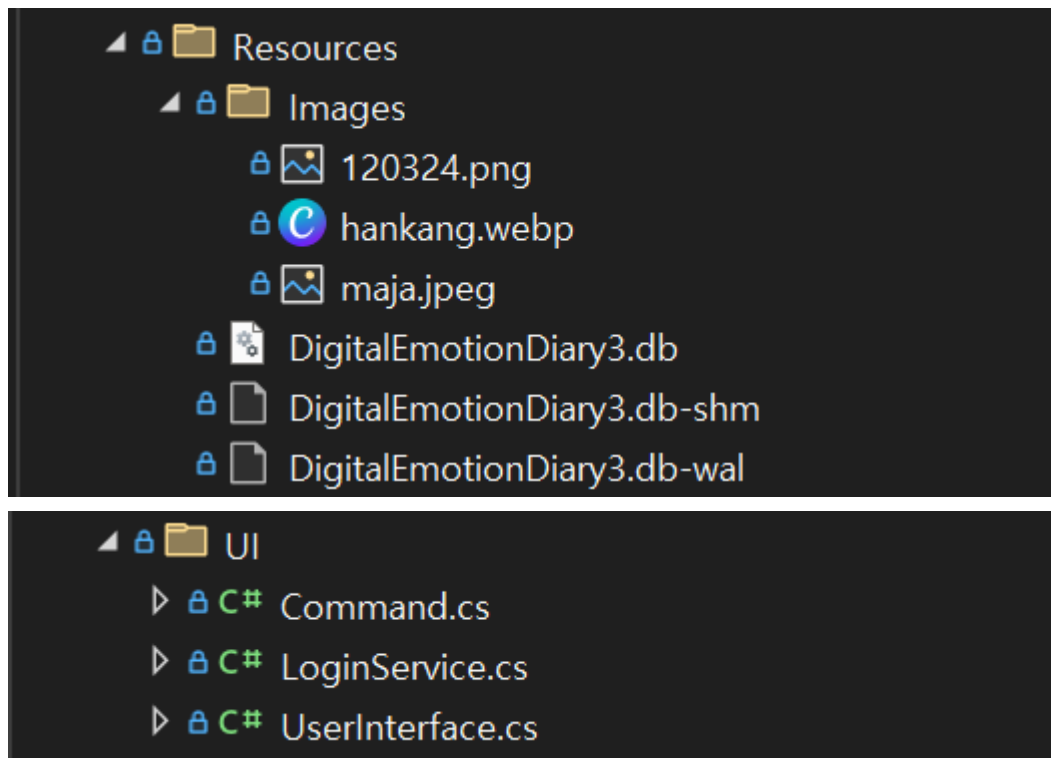 Resources
Images
120324.png
hankang.webp
maja.jpeg
DigitalEmotionDiary3.db
DigitalEmotionDiary3.db-shm
DigitalEmotionDiary3.db-wal
UI
C# Command.cs
C# LoginService.cs
C# UserInterface.cs